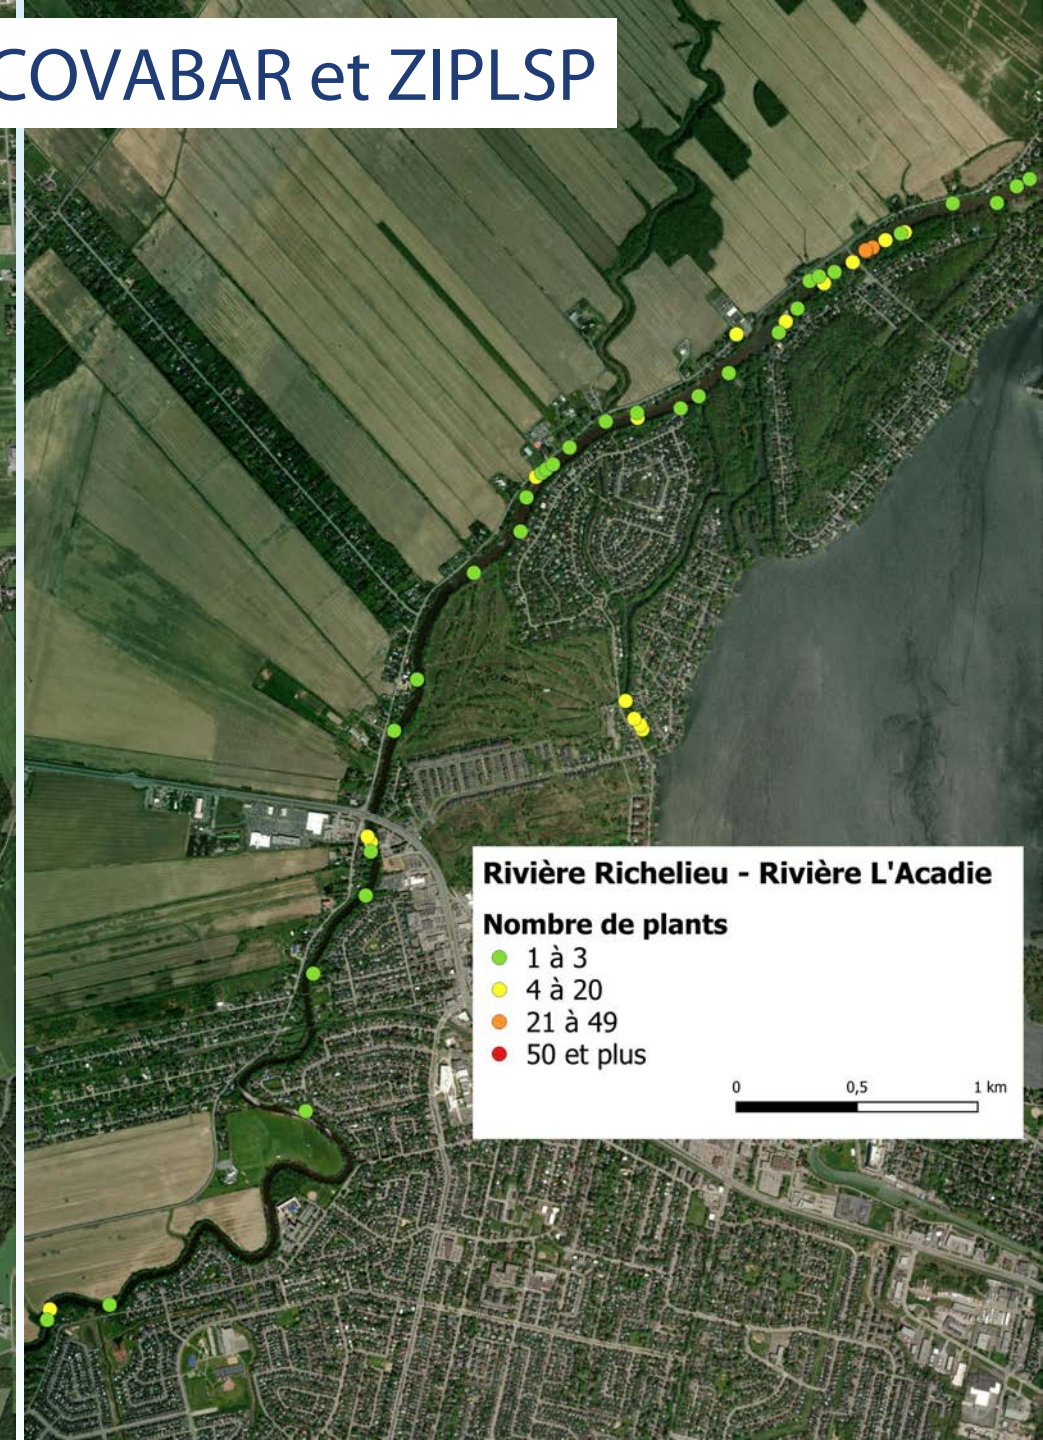 COVABAR et ZIPLSP
Rivière Richelieu - Rivière L'Acadie
Nombre de plants
1 à 3
4 à 20
21 à 49
50 et plus
0 0,5 1 km